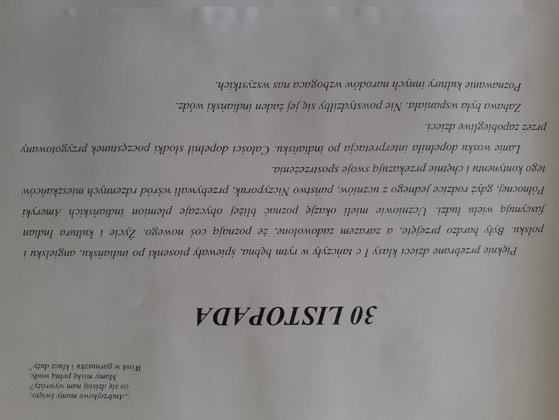 „Andrzejkowe mamy święto,
co się dzisiaj nam wywróży?
Mamy miskę pełną wody,
Wosk w garnuszku i klucz duży”
30 LISTOPADA
Pięknie przebrane dzieci klasy I c tańczyły w rytm bębna, śpiewały piosenki po indiańsku, angielsku i
polsku. Były bardzo przejęte, a zarazem zadowolone, że poznają coś nowego. Życie i kultura Indian
fascynują wielu ludzi. Uczniowie mieli okazję poznać bliżej obyczaje plemion indiańskich Ameryki
Północnej, gdyż rodzice jednego z uczniów, państwo Niczyporuk, przebywali wśród rdzennych mieszkańców
tego kontynentu i chętnie przekazują swoje spostrzeżenia.
Lanie wosku dopełniła interpretacja po indiańsku. Całości dopełnił słodki poczęstunek przygotowany
przez zapobiegliwe dzieci.
Zabawa była wspaniała. Nie powstydziłby się jej żaden indiański wódz.
Poznawanie kultury innych narodów wzbogaca nas wszystkich.